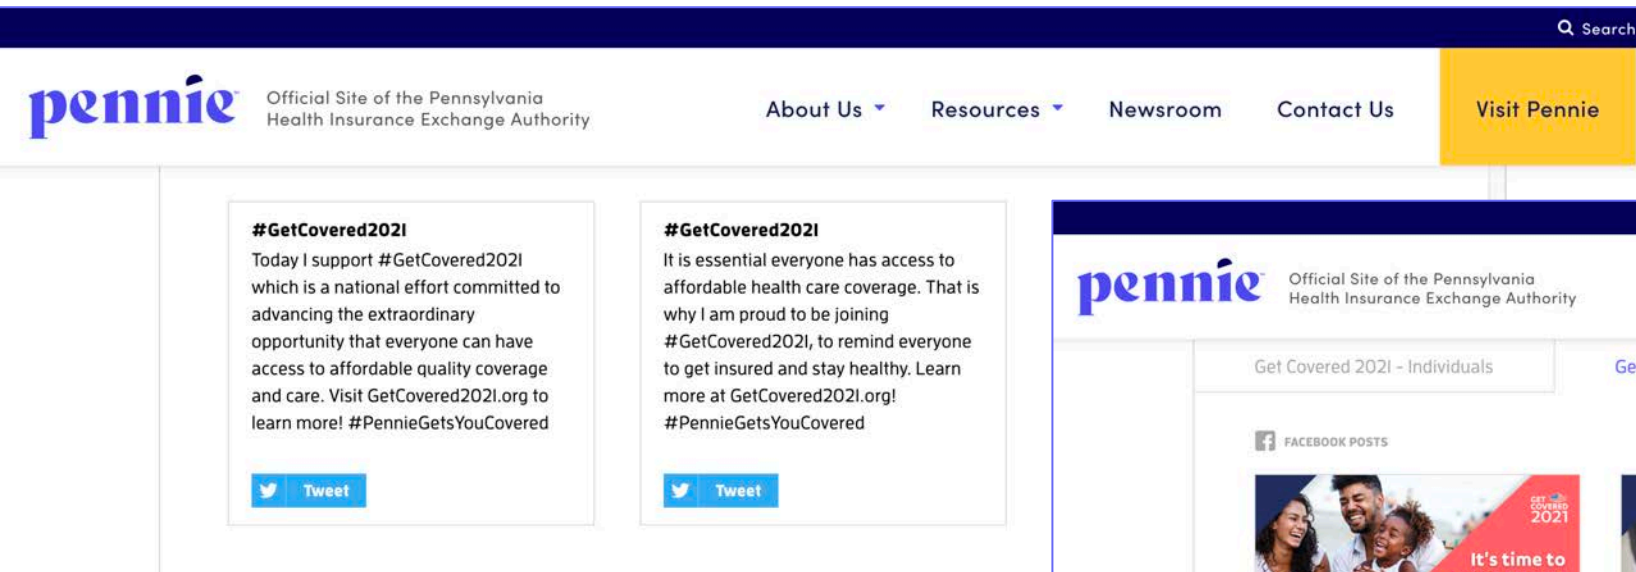 Search
pennie
Official Site of the Pennsylvania
Health Insurance Exchange Authority
About Us
Resources
Newsroom
Contact Us
Visit Pennie
#GetCovered2021
Today I support #GetCovered2021
which is a national effort committed to
advancing the extraordinary
opportunity that everyone can have
access to affordable quality coverage
and care. Visit GetCovered2021.org to
learn more! #PennieGetsYouCovered
Tweet
#GetCovered2021
It is essential everyone has access to
affordable health care coverage. That is
why I am proud to be joining
#GetCovered2021, to remind everyone
to get insured and stay healthy. Learn
more at GetCovered2021.org!
#PennieGetsYouCovered
Tweet
pennie
Official Site of the Pennsylvania
Health Insurance Exchange Authority
Get Covered 2021 - Individuals
Ge
FACEBOOK POSTS
GET
COVERED
2021
It's time to